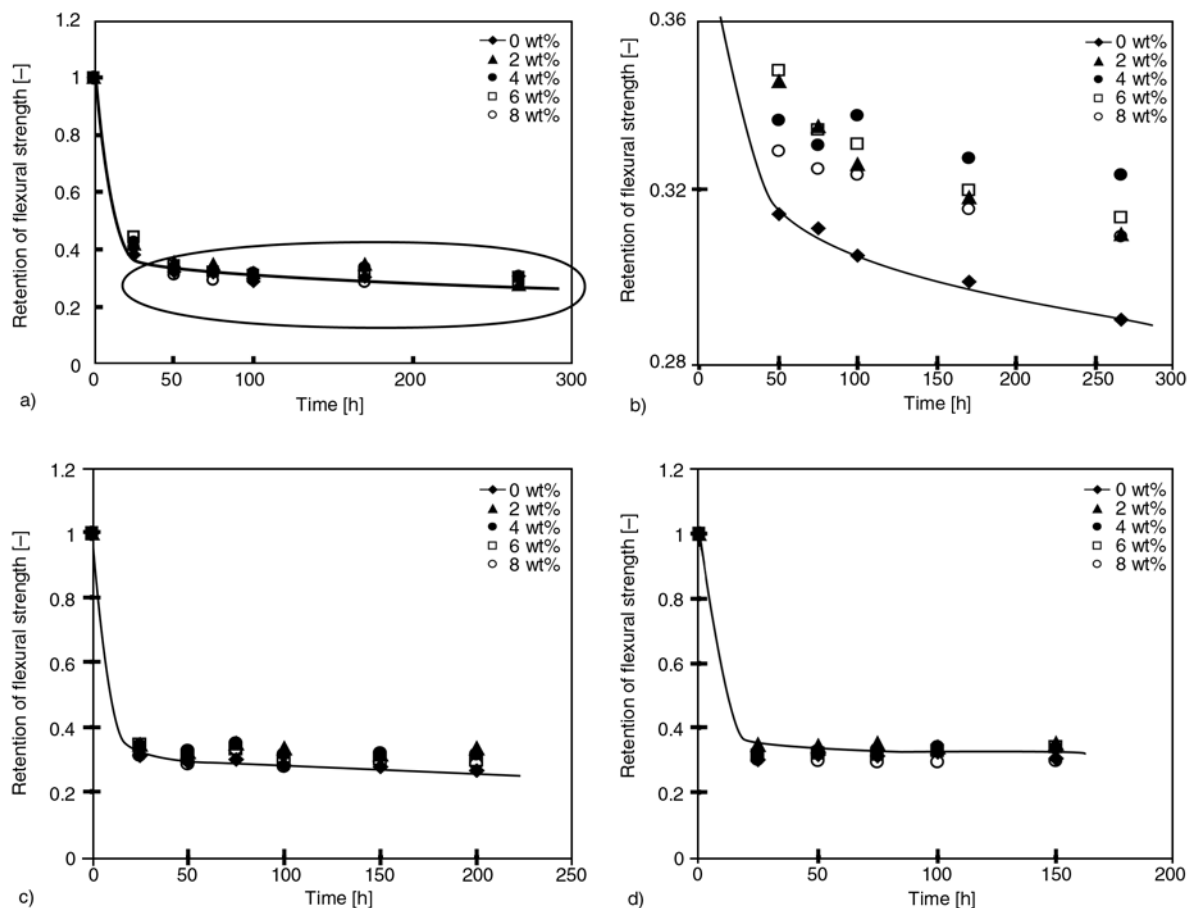 1.2
1
0.8
0.6
0.4
0.2
0
Retention of flexural strength [–]
0 wt%
2 wt%
4 wt%
6 wt%
8 wt%
0
50
100
200
300
Time [h]
a)
0.36
0.32
0.28
Retention of flexural strength [–]
0 wt%
2 wt%
4 wt%
6 wt%
8 wt%
0
50
100
150
200
250
300
Time [h]
b)
1.2
1
0.8
0.6
0.4
0.2
0
Retention of flexural strength [–]
0 wt%
2 wt%
4 wt%
6 wt%
8 wt%
0
50
100
150
200
250
Time [h]
c)
1.2
1
0.8
0.6
0.4
0.2
0
Retention of flexural strength [–]
0 wt%
2 wt%
4 wt%
6 wt%
8 wt%
0
50
100
150
200
Time [h]
d)